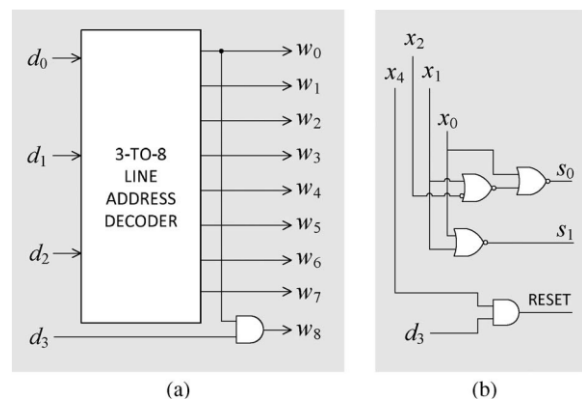 d₀
d₁
d₂
d₃
3-TO-8
LINE
ADDRESS
DECODER
w₀
w₁
w₂
w₃
w₄
w₅
w₆
w₇
w₈
(a)
x₂
x₄ x₁
x₀
s₀
s₁
RESET
d₃
(b)